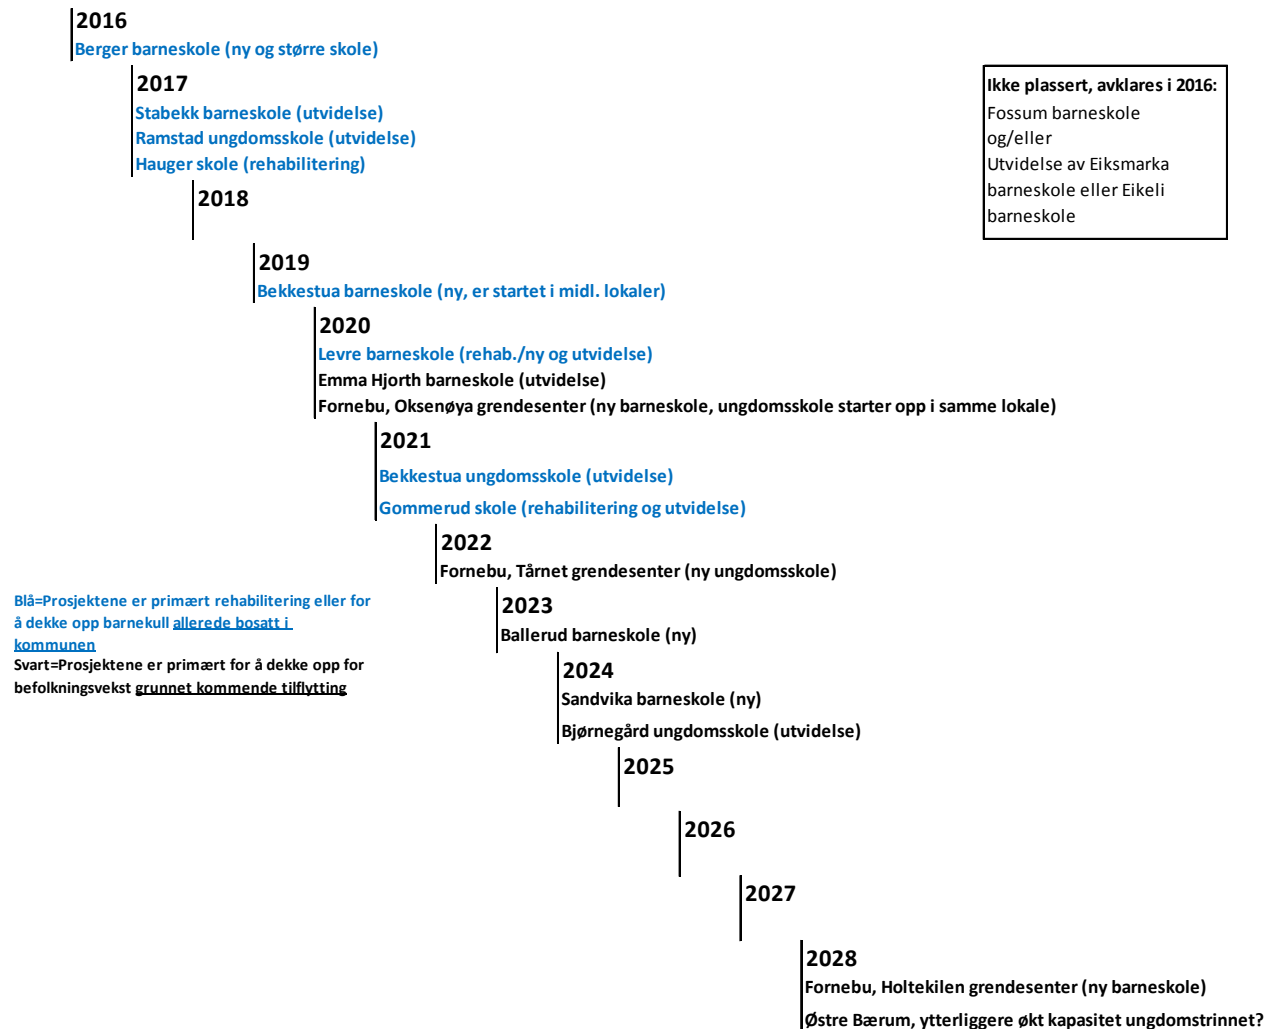 2016
Berger barneskole (ny og større skole)
2017
Stabekk barneskole (utvidelse)
Ramstad ungdomsskole (utvidelse)
Hauger skole (rehabilitering)
Ikke plassert, avklares i 2016:
Fossum barneskole
og/eller
Utvidelse av Eiksmarka
barneskole eller Eikeli
barneskole
2018
2019
Bekkestua barneskole (ny, er startet i midl. lokaler)
2020
Levre barneskole (rehab./ny og utvidelse)
Emma Hjorth barneskole (utvidelse)
Fornebu, Oksenøya grendesenter (ny barneskole, ungdomsskole starter opp i samme lokale)
2021
Bekkestua ungdomsskole (utvidelse)
Gommerud skole (rehabilitering og utvidelse)
2022
Fornebu, Tårnet grendesenter (ny ungdomsskole)
Blå=Prosjektene er primært rehabilitering eller for
å dekke opp barnekull allerede bosatt i
kommunen
Svart=Prosjektene er primært for å dekke opp for
befolkningsvekst grunnet kommende tilflytting
2023
Ballerud barneskole (ny)
2024
Sandvika barneskole (ny)
Bjørnegård ungdomsskole (utvidelse)
2025
2026
2027
2028
Fornebu, Holtekilen grendesenter (ny barneskole)
Østre Bærum, ytterliggere økt kapasitet ungdomstrinnet?